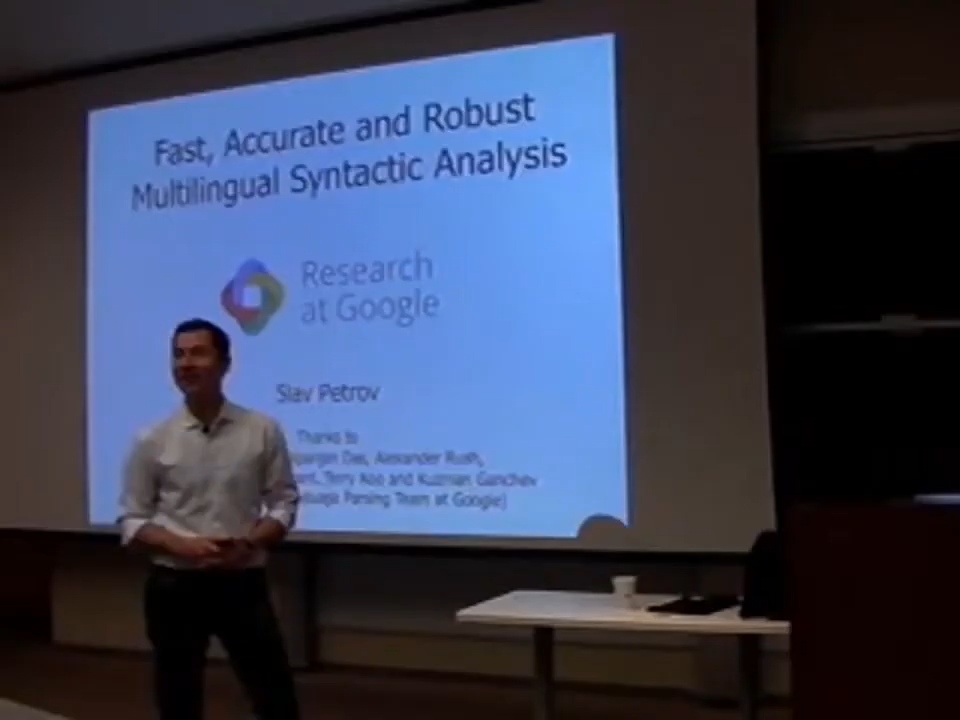 Fast, Accurate and Robust
Multilingual Syntactic Analysis
Research
at Google
Slav Petrov
Thanks to
Das, Alexander Rush,
Terry Koo and Kuzman Ganchev
Parsing Team at Google)